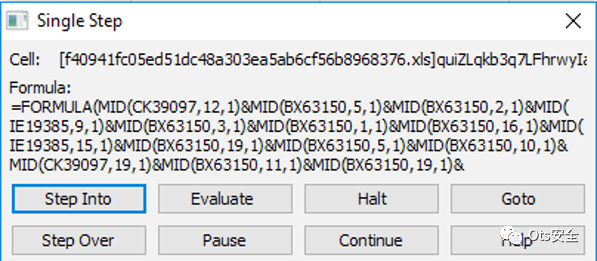 Single Step
Cell: [f40941fc05ed51dc48a303ea5ab6cf56b8968376.xls]quiZLqkb3q7LFhrwyIa
Formula:
=FORMULA(MID(CK39097,12,1)&MID(BX63150,5,1)&MID(BX63150,2,1)&MID(
IE19385,9,1)&MID(BX63150,3,1)&MID(BX63150,1,1)&MID(BX63150,16,1)&MID(
IE19385,15,1)&MID(BX63150,19,1)&MID(BX63150,5,1)&MID(BX63150,10,1)&
MID(CK39097,19,1)&MID(BX63150,11,1)&MID(BX63150,19,1)&
Step Into Evaluate Halt Goto
Step Over Pause Continue Help
Ots安全